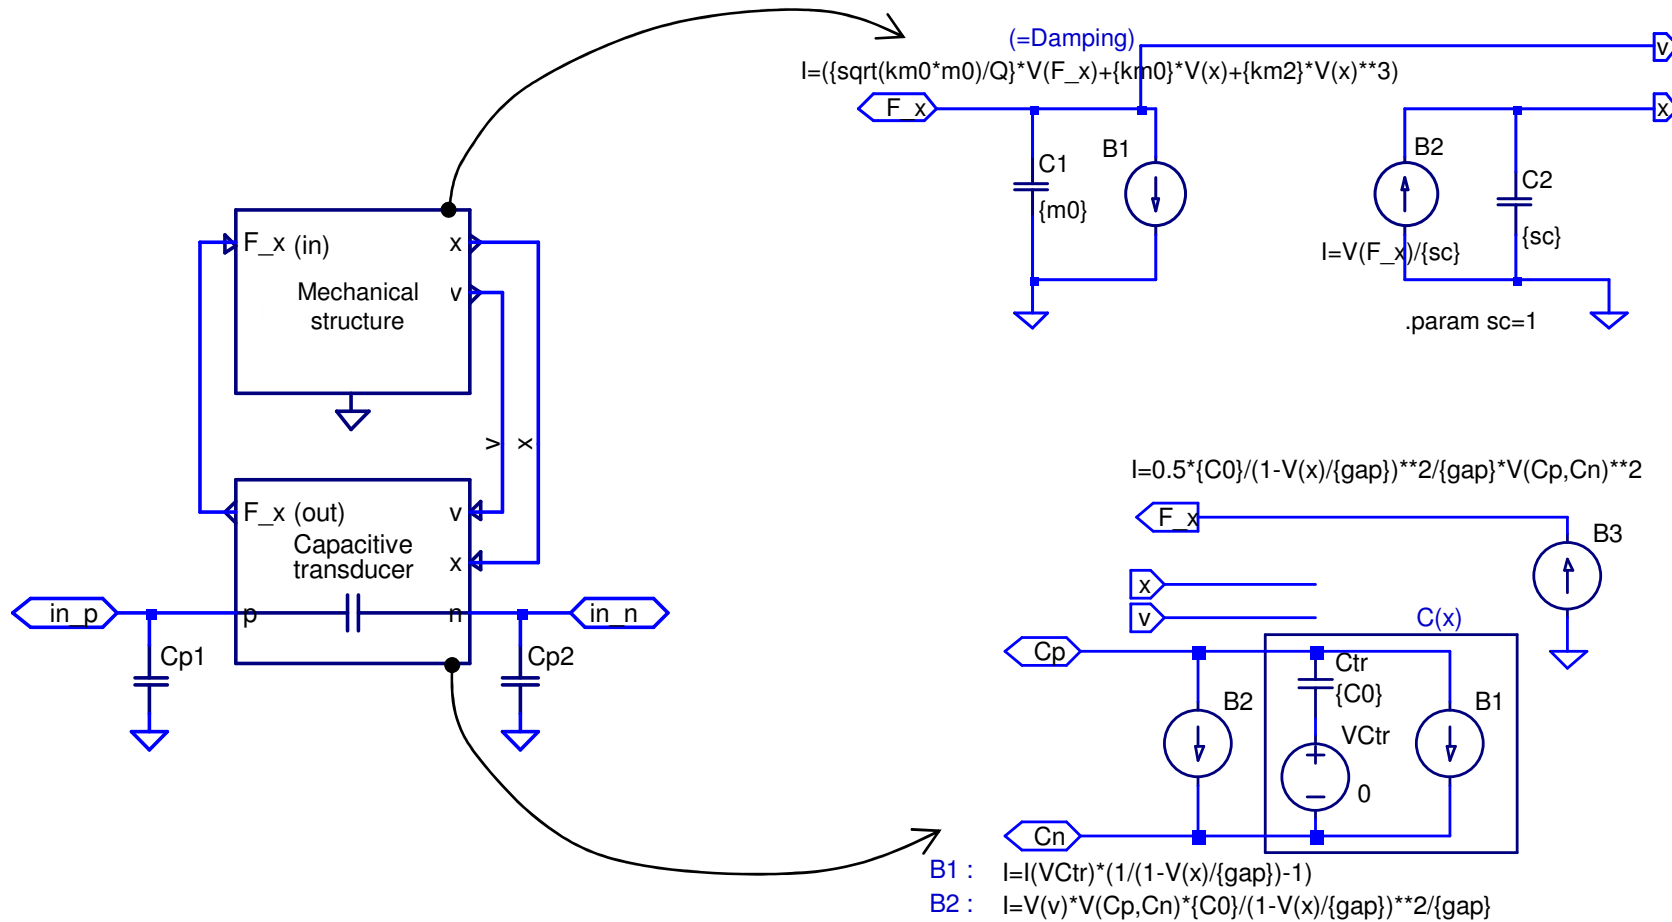 (=Damping)
I=({sqrt(km0*m0)/Q}*V(F_x)+{km0}*V(x)+{km2}*V(x)**3)
v
F_x
x
C1
{m0}
B1
B2
C2
{sc}
I=V(F_x)/{sc}
.param sc=1
F_x (in)
x
v
Mechanical
structure
v
x
F_x (out)
v
Capacitive
transducer
x
in_p
p
n
in_n
Cp1
Cp2
I=0.5*{C0}/(1-V(x)/{gap})**2/{gap}*V(Cp,Cn)**2
F_x
B3
x
v
C(x)
Cp
Ctr
{C0}
B2
B1
VCtr
0
Cn
B1 : I=I(VCtr)*(1/(1-V(x)/{gap})-1)
B2 : I=V(v)*V(Cp,Cn)*{C0}/(1-V(x)/{gap})**2/{gap}